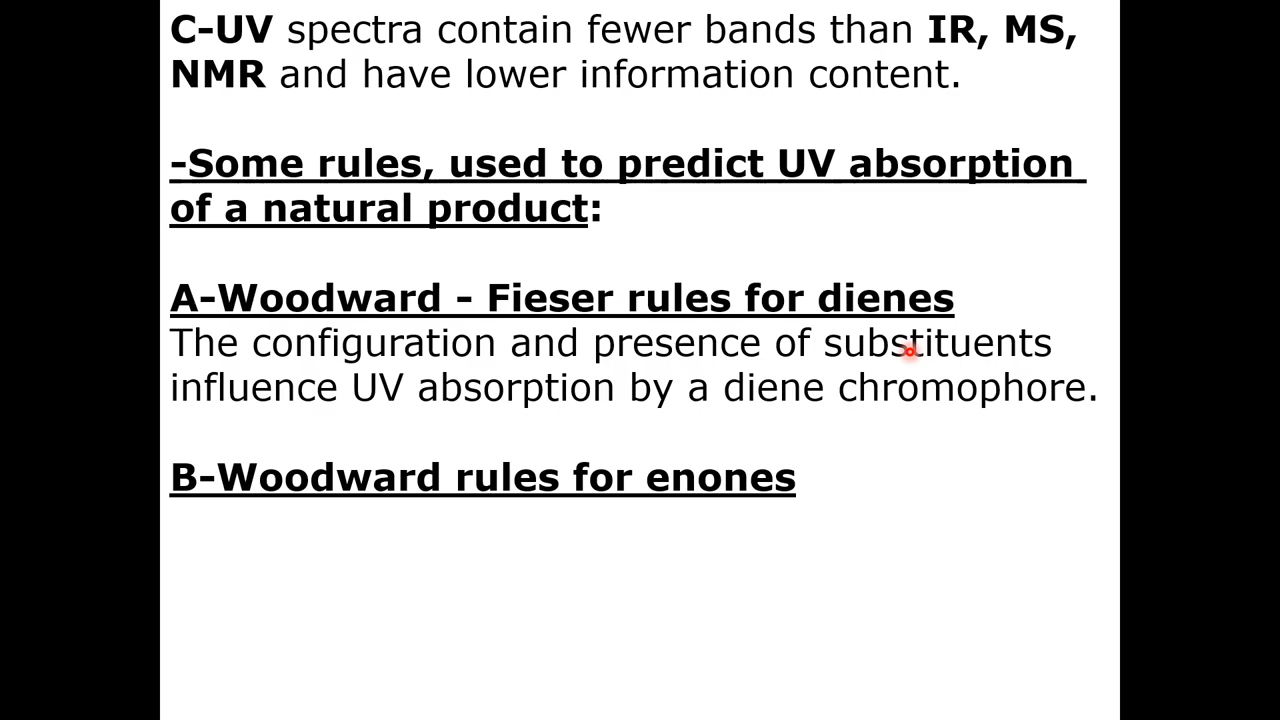 C-UV spectra contain fewer bands than IR, MS,
NMR and have lower information content.
-Some rules, used to predict UV absorption
of a natural product:
A-Woodward - Fieser rules for dienes
The configuration and presence of substituents
influence UV absorption by a diene chromophore.
B-Woodward rules for enones